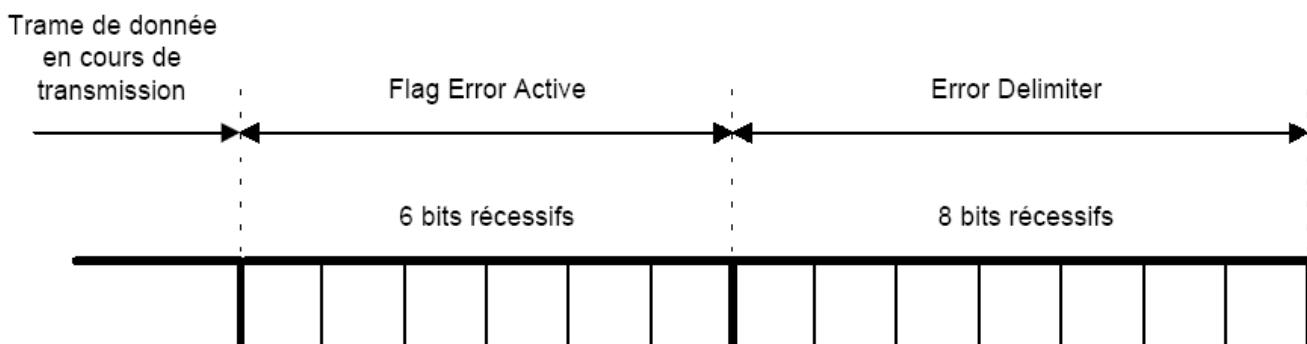 Trame de donnée
en cours de
transmission
Flag Error Active
Error Delimiter
6 bits récessifs
8 bits récessifs